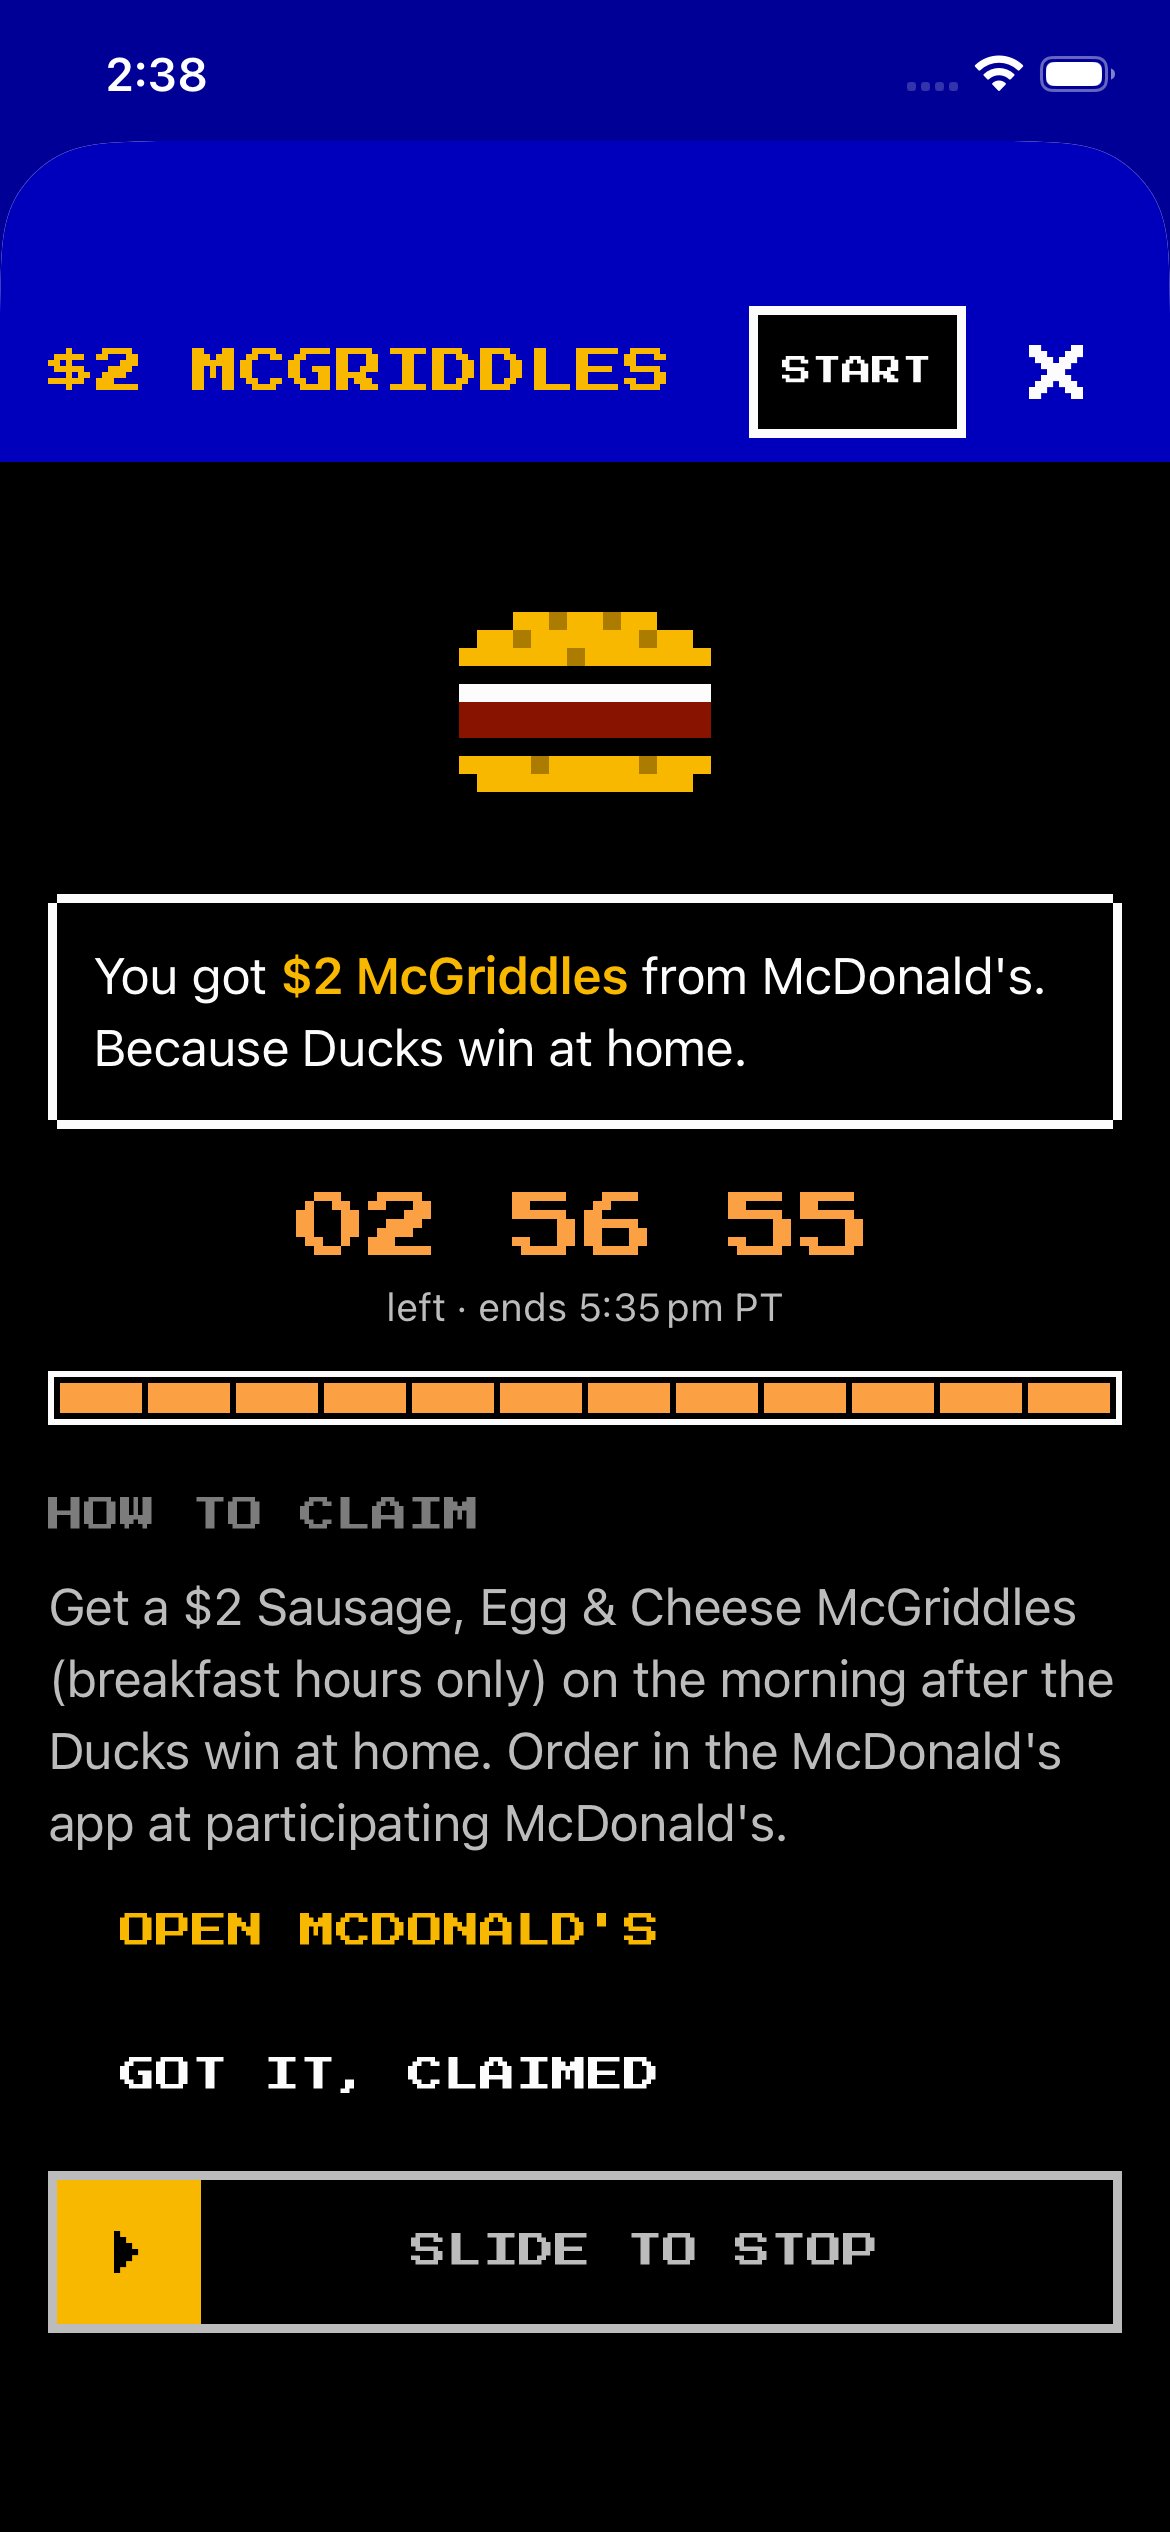 2:38
$2 MCGRIDDLES
START
X
You got $2 McGriddles from McDonald's.
Because Ducks win at home.
02 56 55
left · ends 5:35 pm PT
HOW TO CLAIM
Get a $2 Sausage, Egg & Cheese McGriddles
(breakfast hours only) on the morning after the
Ducks win at home. Order in the McDonald's
app at participating McDonald's.
OPEN MCDONALD'S
GOT IT, CLAIMED
SLIDE TO STOP